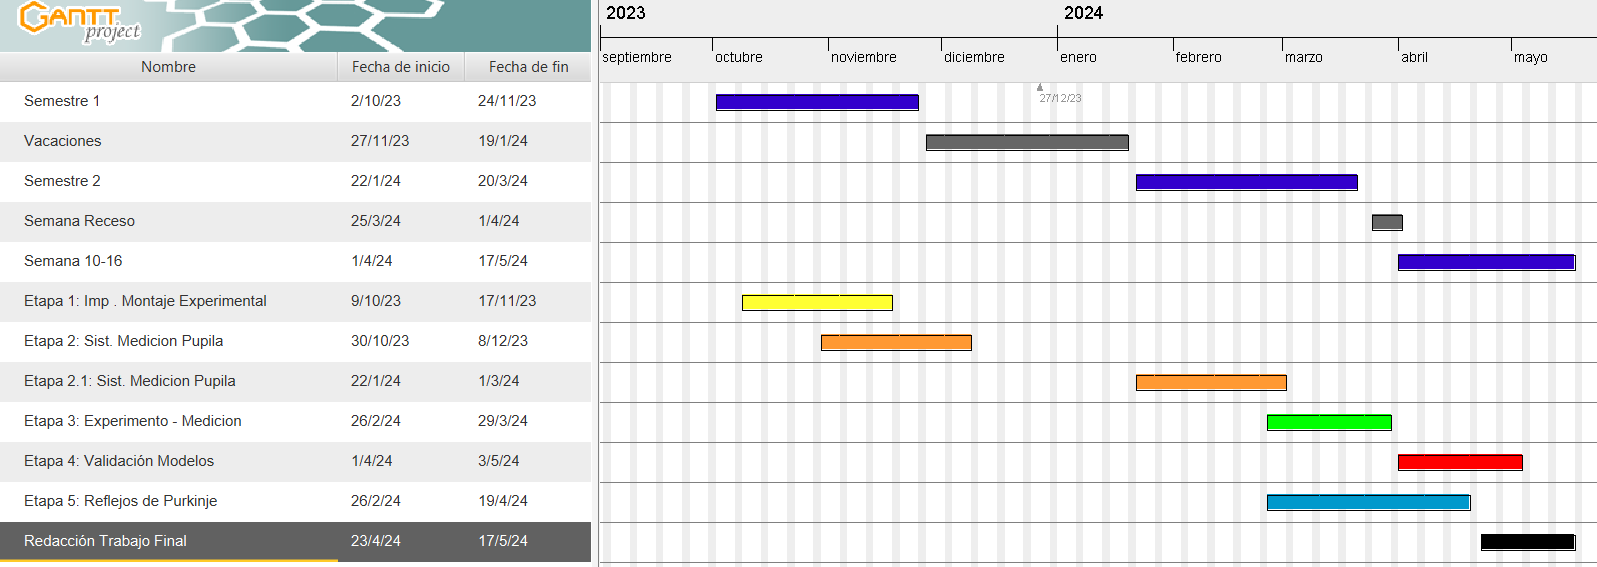 GANTT
project
2023 2024
septiembre octubre noviembre diciembre enero febrero marzo abril mayo
27/12/23
Nombre Fecha de inicio Fecha de fin
Semestre 1 2/10/23 24/11/23
Vacaciones 27/11/23 19/1/24
Semestre 2 22/1/24 20/3/24
Semana Receso 25/3/24 1/4/24
Semana 10-16 1/4/24 17/5/24
Etapa 1: Imp . Montaje Experimental 9/10/23 17/11/23
Etapa 2: Sist. Medicion Pupila 30/10/23 8/12/23
Etapa 2.1: Sist. Medicion Pupila 22/1/24 1/3/24
Etapa 3: Experimento - Medicion 26/2/24 29/3/24
Etapa 4: Validación Modelos 1/4/24 3/5/24
Etapa 5: Reflejos de Purkinje 26/2/24 19/4/24
Redacción Trabajo Final 23/4/24 17/5/24